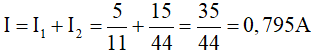 I = I₁ + I₂ = 5/11 + 15/44 = 35/44 = 0,795A